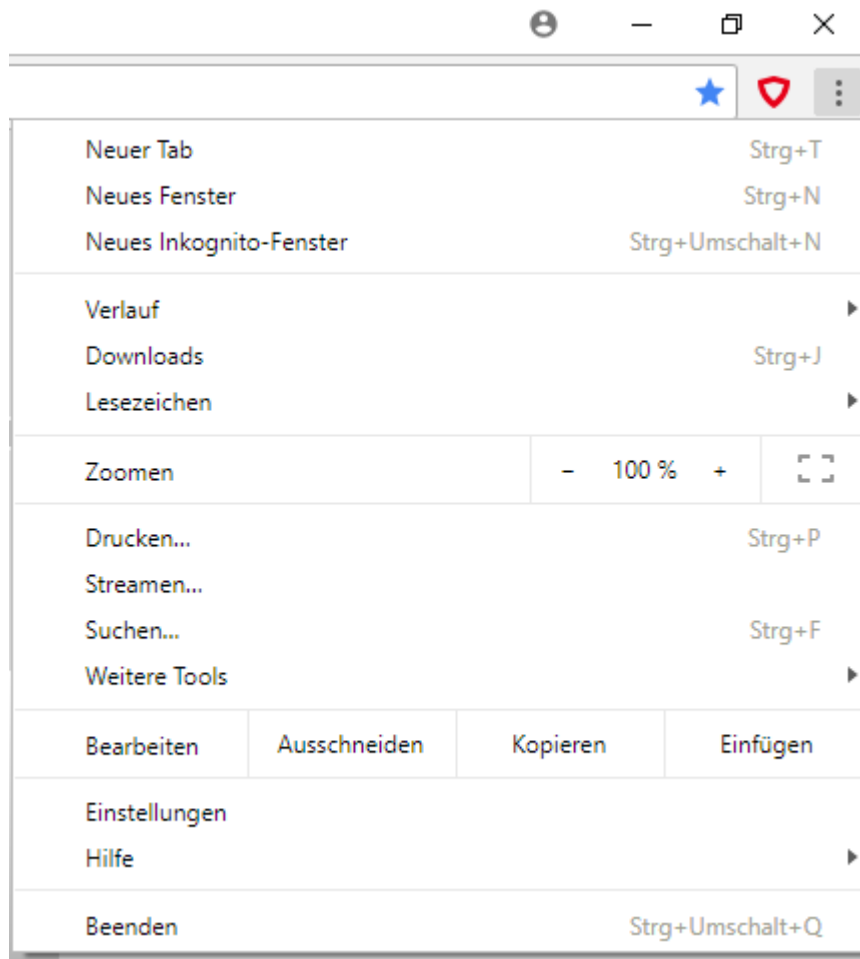 Neuer Tab Strg+T
Neues Fenster Strg+N
Neues Inkognito-Fenster Strg+Umschalt+N
Verlauf
Downloads Strg+J
Lesezeichen
Zoomen - 100 % +
Drucken... Strg+P
Streamen...
Suchen... Strg+F
Weitere Tools
Bearbeiten Ausschneiden Kopieren Einfügen
Einstellungen
Hilfe
Beenden Strg+Umschalt+Q